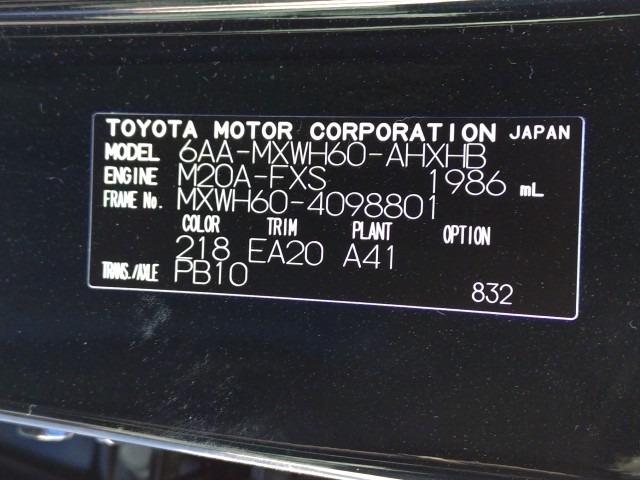 TOYOTA MOTOR CORPORATION JAPAN
MODEL 6AA-MXWH60-AHXHB
ENGINE M20A-FXS 1986 mL
FRAME No. MXWH60-4098801
COLOR TRIM PLANT OPTION
218 EA20 A41
TRANS./AXLE PB10
832